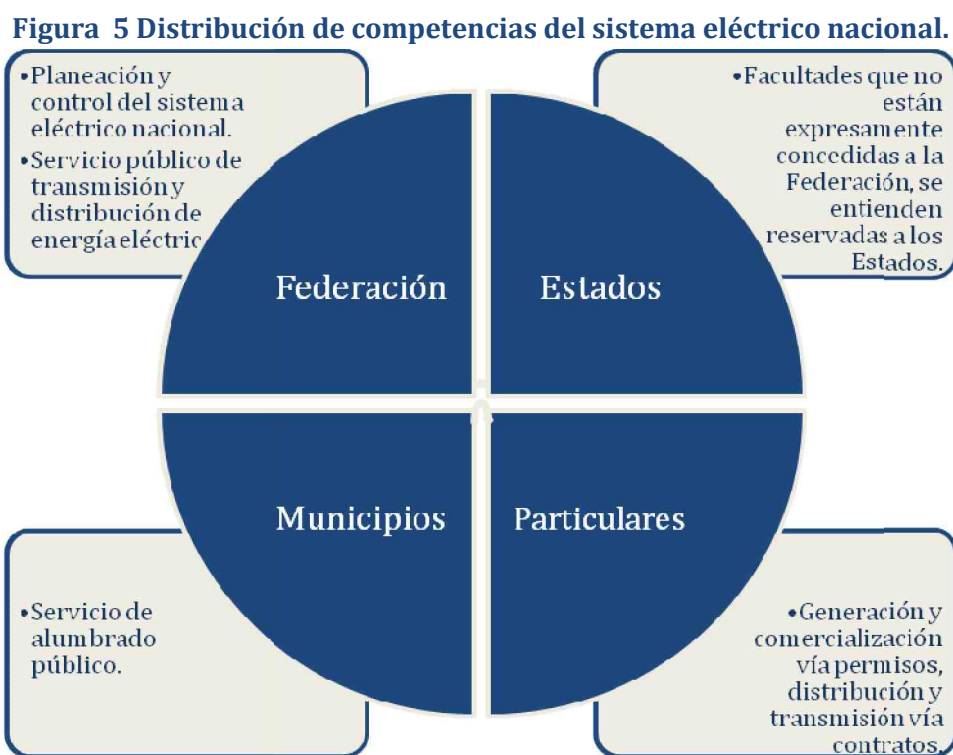 Figura 5 Distribución de competencias del sistema eléctrico nacional.
•Planeación y
control del sistema
eléctrico nacional.
•Servicio público de
transmisión y
distribución de
energía eléctric
•Facultades que no
están
expresamente
concedidas a la
Federación, se
entienden
reservadas a los
Estados.
Federación
Estados
Municipios
Particulares
•Servicio de
alumbrado
público.
•Generación y
comercialización
vía permisos,
distribución y
transmisión vía
contratos.